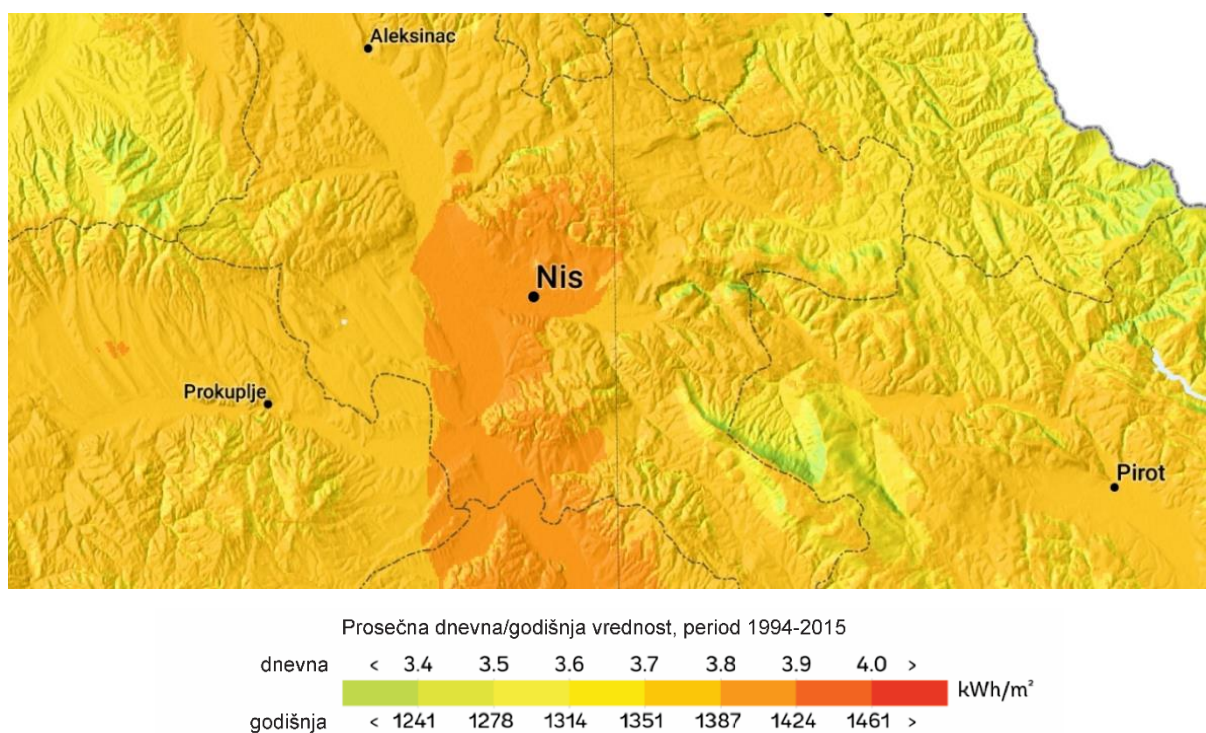 Aleksinac
Nis
Prokuplje
Pirot
Prosečna dnevna/godišnja vrednost, period 1994-2015
dnevna < 3.4 3.5 3.6 3.7 3.8 3.9 4.0 >
kWh/m²
godišnja < 1241 1278 1314 1351 1387 1424 1461 >